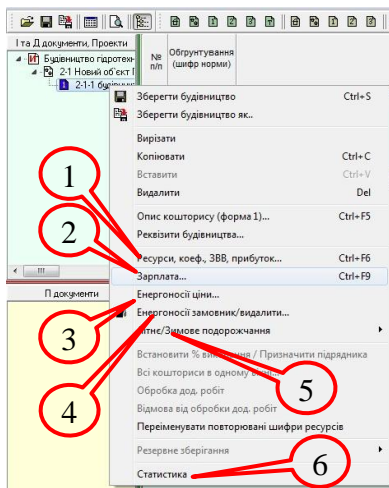 І та Д документи, Проекти
Будівництво гідротехн
2-1 Новий об'єкт Г
2-1-1 будівни
№ п/п
Обгрунтування (шифр норми)
Зберегти будівництво Ctrl+S
Зберегти будівництво як..
Вирізати
Копіювати Ctrl+C
Вставити Ctrl+V
Видалити Del
Опис кошторису (форма 1)... Ctrl+F5
Реквізити будівництва...
Ресурси, коеф., ЗВВ, прибуток... Ctrl+F6
Зарплата... Ctrl+F9
Енергоносії ціни...
Енергоносії замовник/видалити...
Літнє/Зимове подорожчання
Встановити % / Призначити підрядника
Всі кошториси в одному
Обробка дод. робіт
Відмова від обробки дод. робіт
Переіменувати повторювані шифри ресурсів
Резервне зберігання
Статистика
П документи
1
2
3
4
5
6